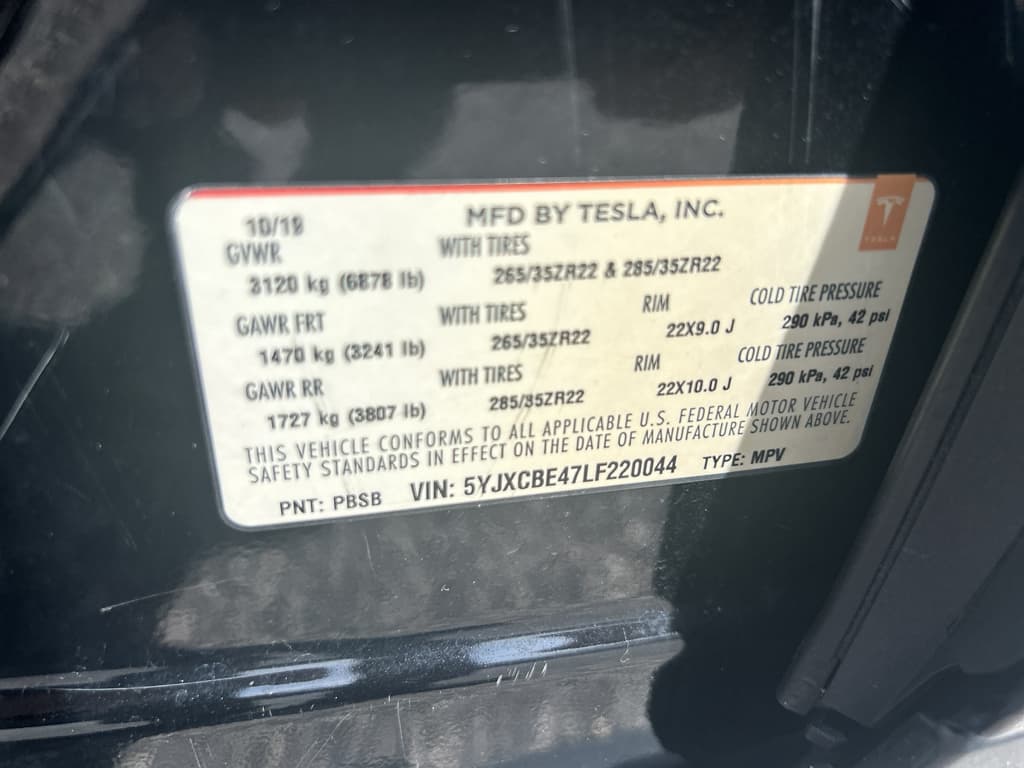 10/19
MFD BY TESLA, INC.
GVWR WITH TIRES
3120 kg (6878 lb) 265/35ZR22 & 285/35ZR22
GAWR FRT WITH TIRES RIM COLD TIRE PRESSURE
1470 kg (3241 lb) 265/35ZR22 22X9.0 J 290 kPa, 42 psi
GAWR RR WITH TIRES RIM COLD TIRE PRESSURE
1727 kg (3807 lb) 285/35ZR22 22X10.0 J 290 kPa, 42 psi
THIS VEHICLE CONFORMS TO ALL APPLICABLE U.S. FEDERAL MOTOR VEHICLE
SAFETY STANDARDS IN EFFECT ON THE DATE OF MANUFACTURE SHOWN ABOVE.
PNT: PBSB VIN: 5YJXCBE47LF220044 TYPE: MPV
TESLA